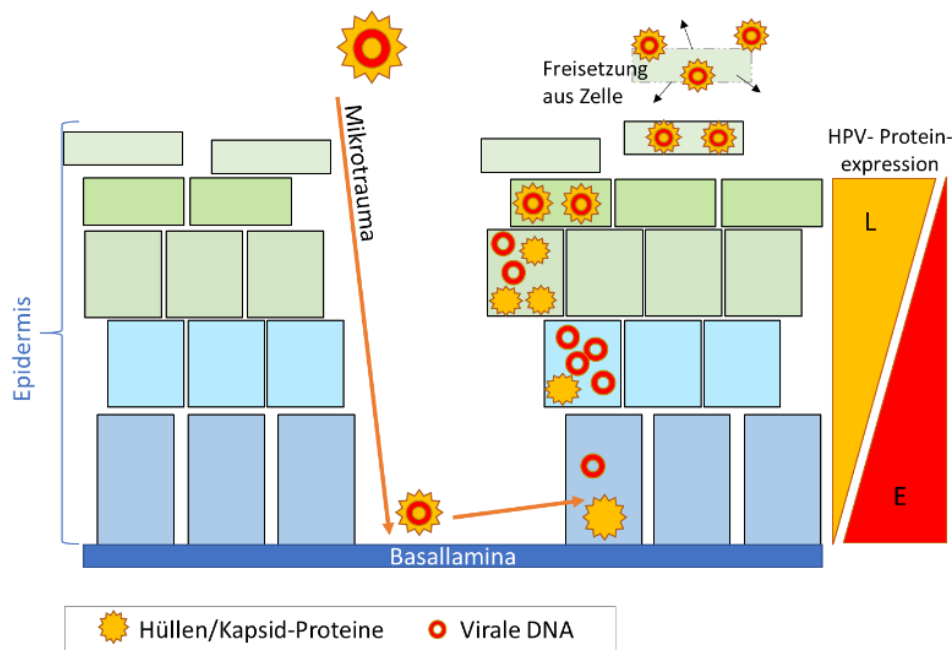 Freisetzung
aus Zelle
Mikrotrauma
HPV- Protein-
expression
L
Epidermis
E
Basallamina
Hüllen/Kapsid-Proteine
Virale DNA